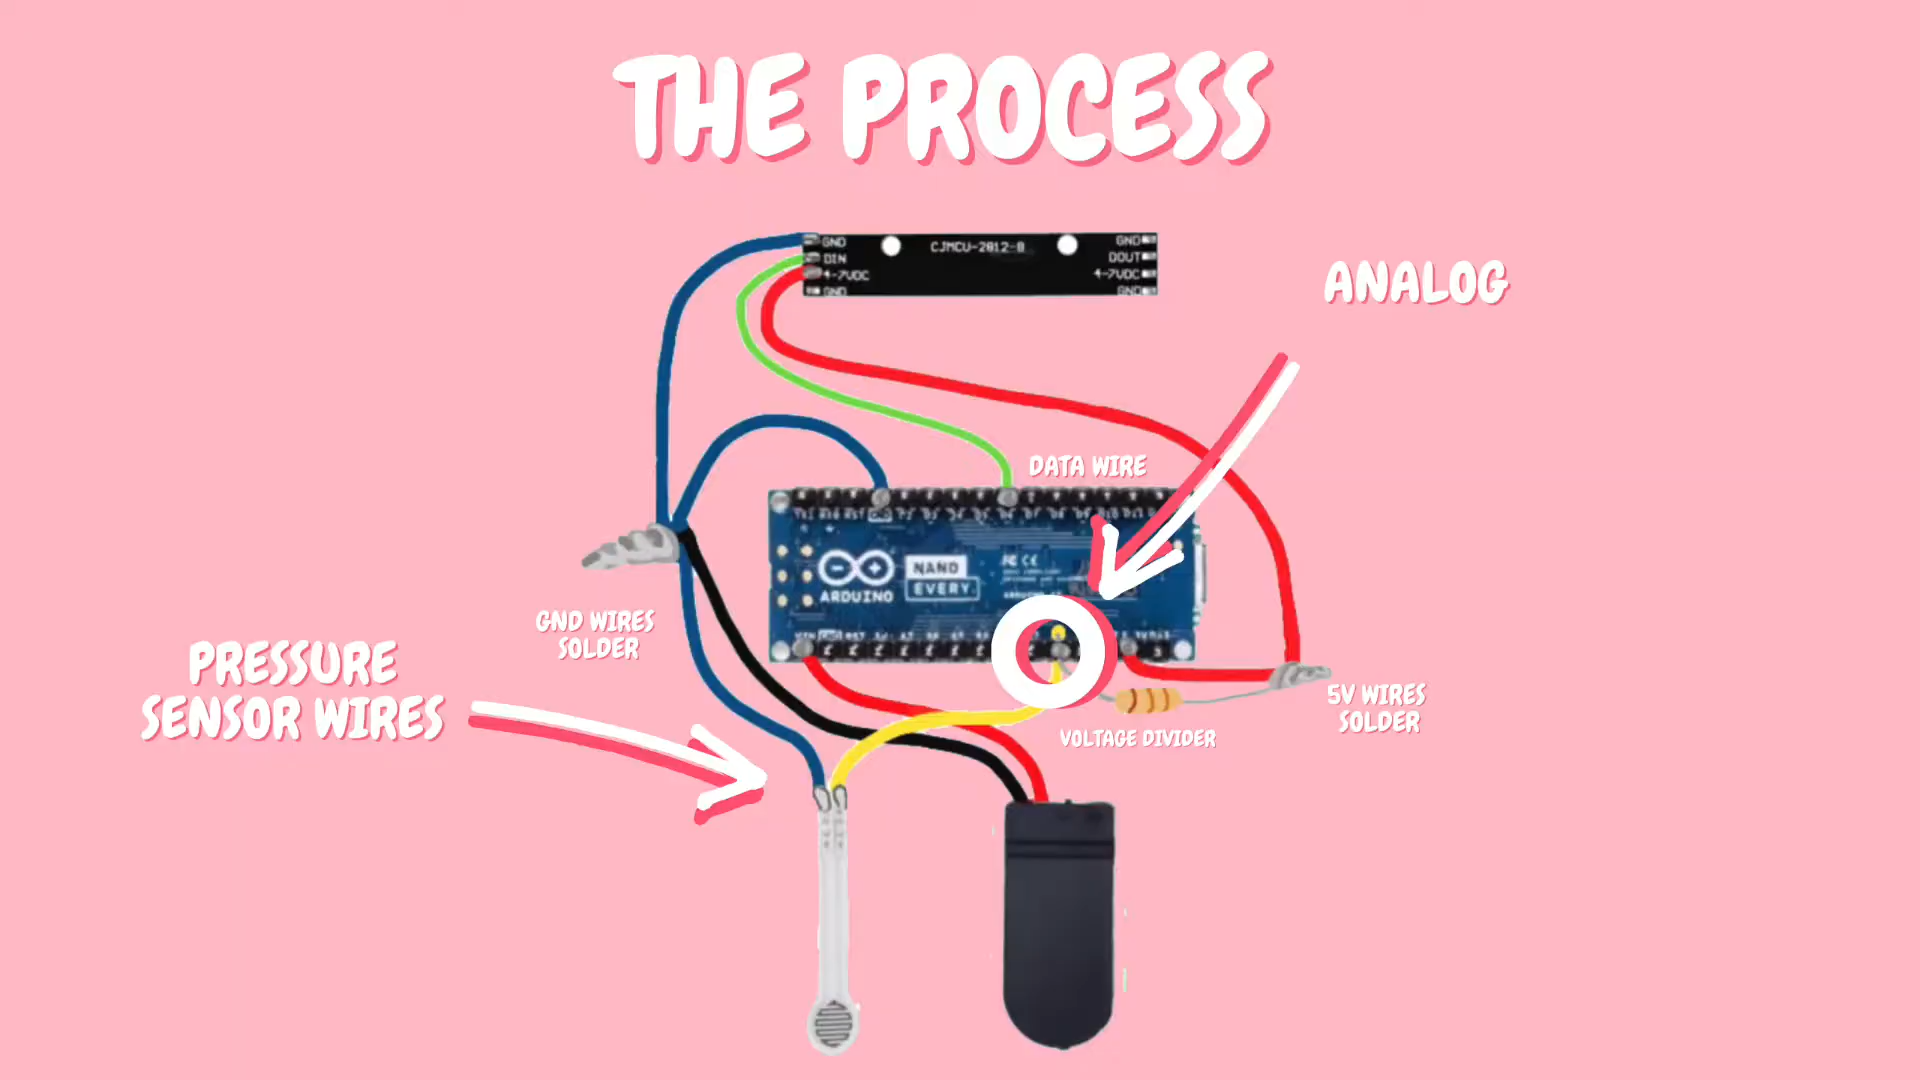 THE PROCESS
GND
DIN
4-7VDC
GND
CJMCU-2812-8
GND
DOUT
4-7VDC
GND
ANALOG
DATA WIRE
ARDUINO
NANO
EVERY
GND WIRES
SOLDER
PRESSURE
SENSOR WIRES
VOLTAGE DIVIDER
5V WIRES
SOLDER